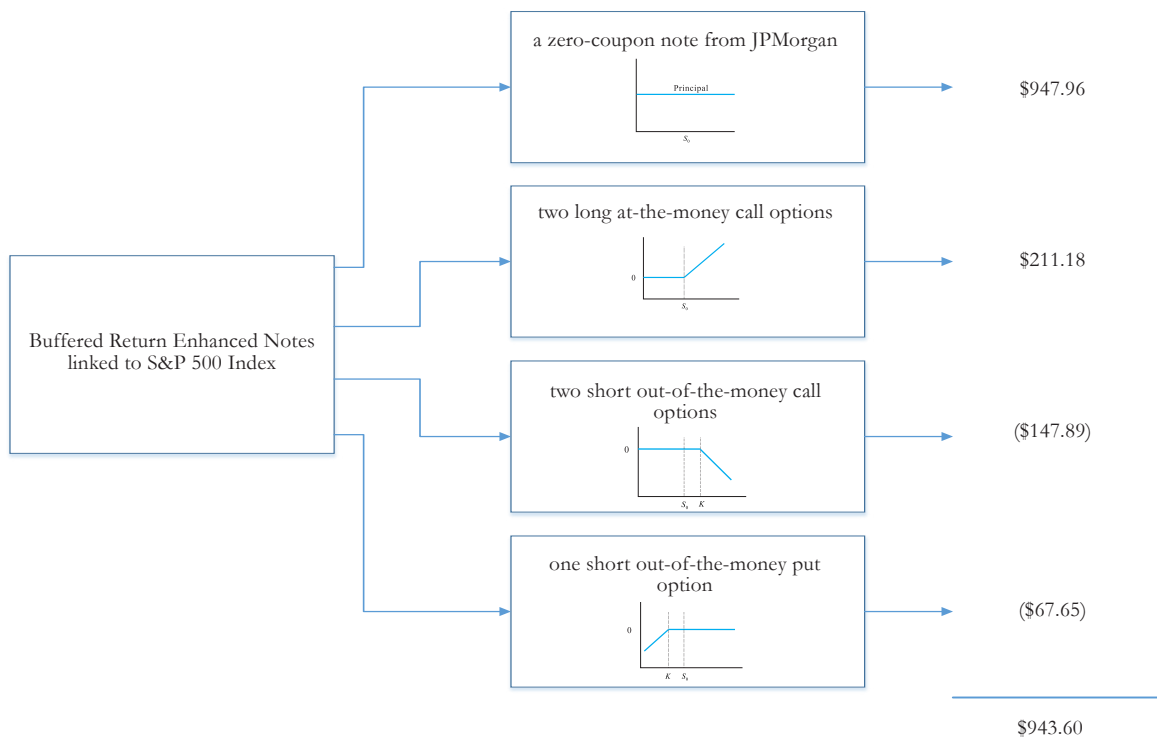 a zero-coupon note from JPMorgan
Principal
S₀
$947.96
two long at-the-money call options
0
S₀
$211.18
Buffered Return Enhanced Notes
linked to S&P 500 Index
two short out-of-the-money call
options
0
S₀ K
($147.89)
one short out-of-the-money put
option
0
K S₀
($67.65)
$943.60